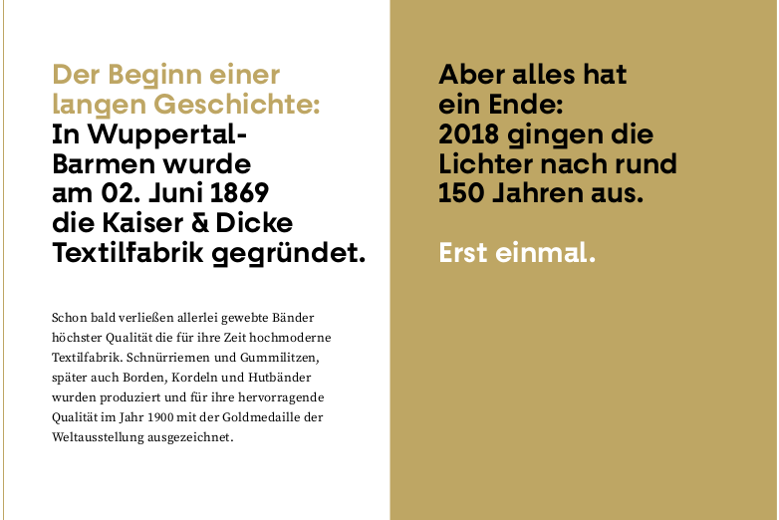 Der Beginn einer
langen Geschichte:
In Wuppertal-
Barmen wurde
am 02. Juni 1869
die Kaiser & Dicke
Textilfabrik gegründet.
Schon bald verließen allerlei gewebte Bänder
höchster Qualität die für ihre Zeit hochmoderne
Textilfabrik. Schnürriemen und Gummilitzen,
später auch Borden, Kordeln und Hutbänder
wurden produziert und für ihre hervorragende
Qualität im Jahr 1900 mit der Goldmedaille der
Weltausstellung ausgezeichnet.
Aber alles hat
ein Ende:
2018 gingen die
Lichter nach rund
150 Jahren aus.
Erst einmal.